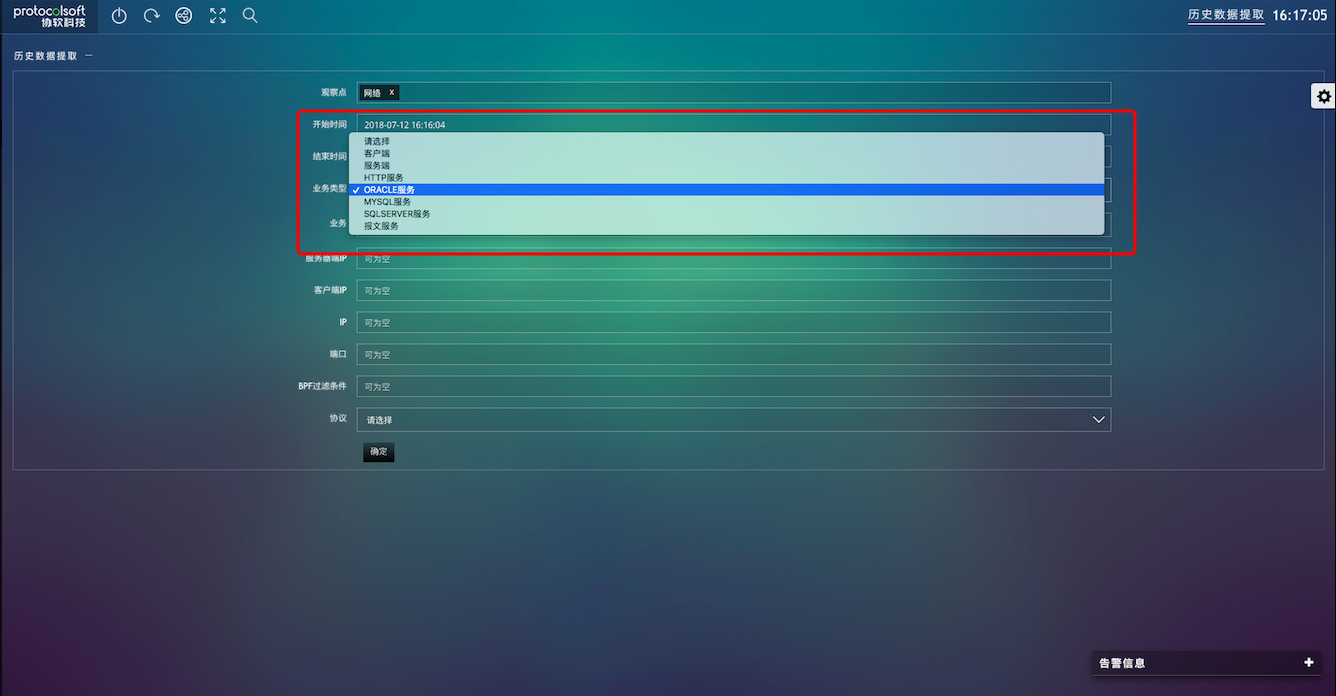 protocolsoft
协软科技
历史数据提取 16:17:05
历史数据提取 —
观察点 网络 x
开始时间 2018-07-12 16:16:04
结束时间
业务类型
业务
请选择
客户端
服务端
HTTP服务
✓ ORACLE服务
MYSQL服务
SQLSERVER服务
报文服务
服务器端IP 可为空
客户端IP 可为空
IP 可为空
端口 可为空
BPF过滤条件 可为空
协议 请选择
确定
告警信息 +